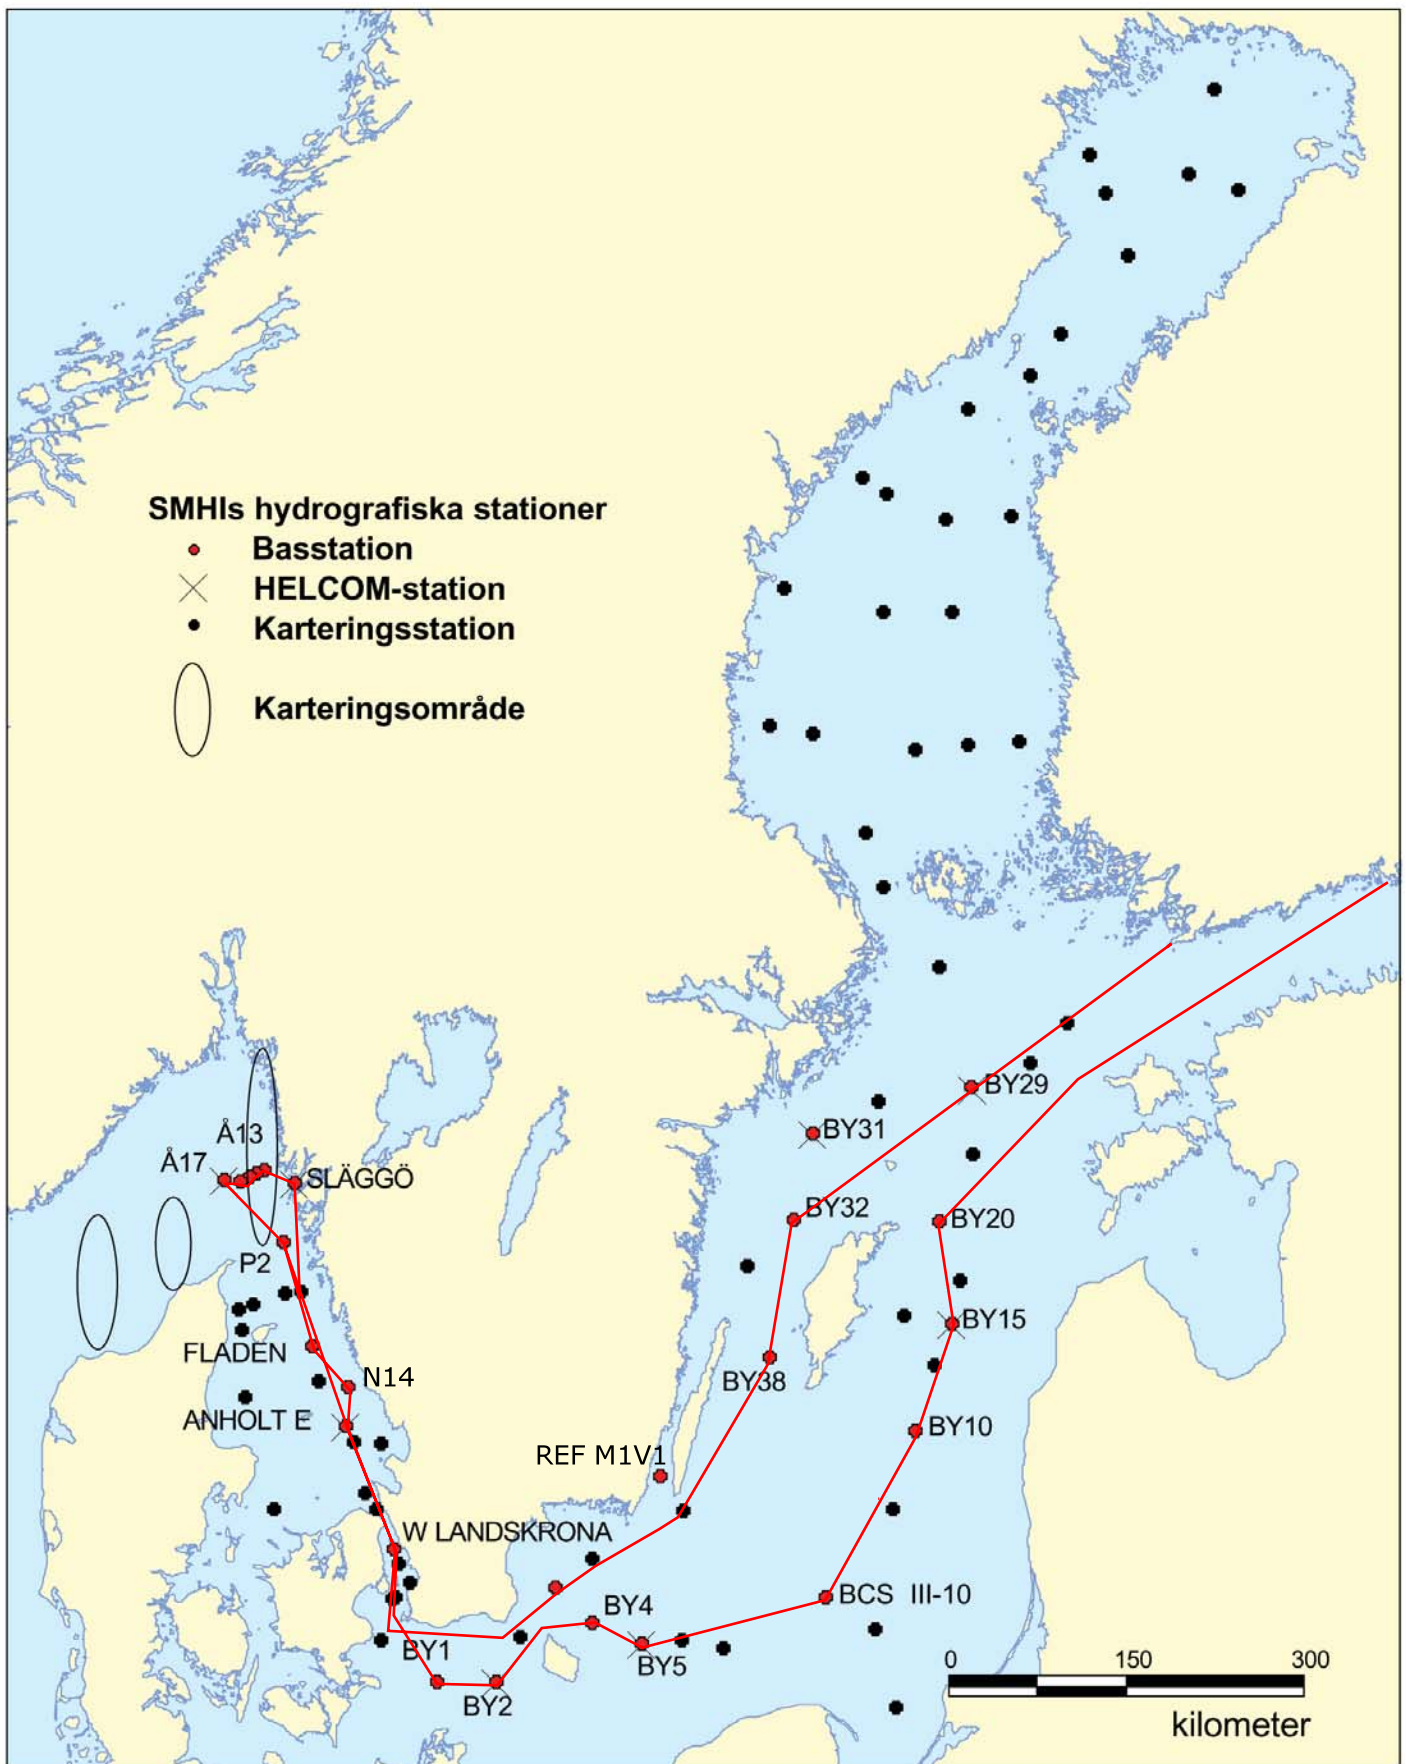 SMHIs hydrografiska stationer
Basstation
HELCOM-station
Karteringsstation
Karteringsområde
BY29
Å13
BY31
Å17
SLÄGGÖ
BY32
BY20
P2
BY15
FLADEN
N14
BY38
ANHOLT E
BY10
REF M1V1
W LANDSKRONA
BCS III-10
BY4
BY1
BY5
BY2
0 150 300
kilometer